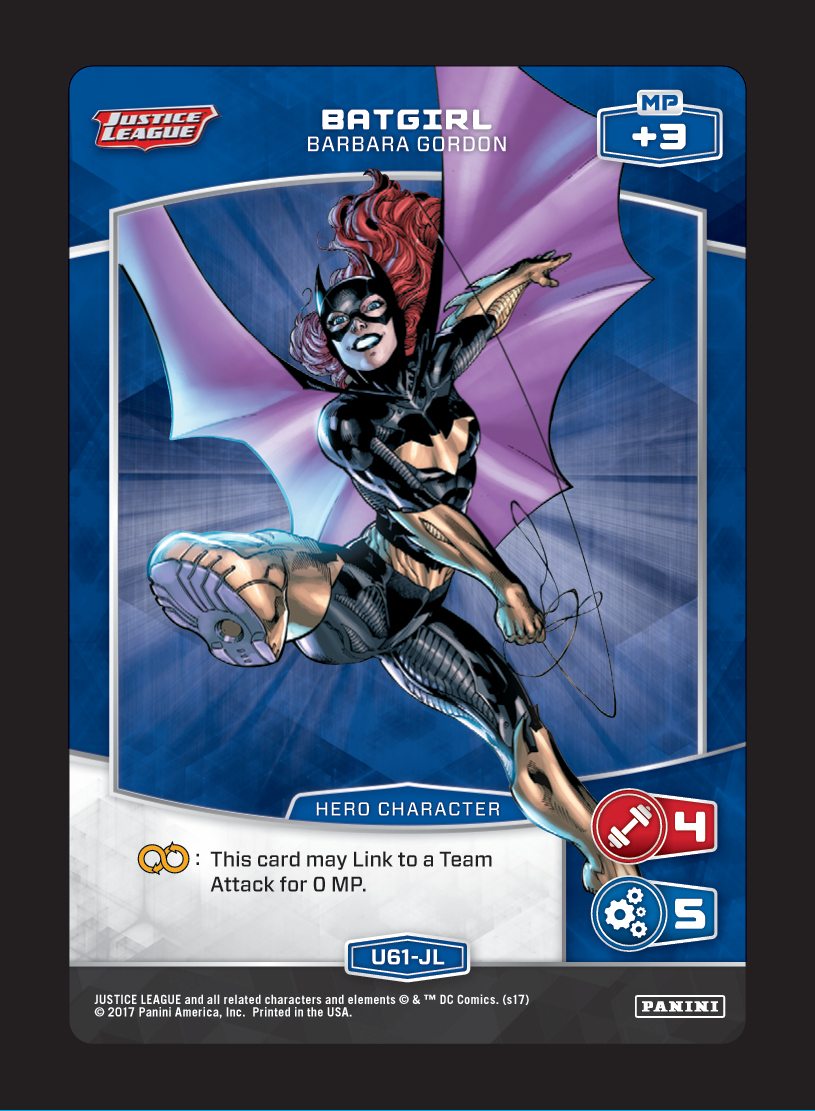 JUSTICE
LEAGUE
BATGIRL
BARBARA GORDON
MP
+3
HERO CHARACTER
4
: This card may Link to a Team
Attack for 0 MP.
5
U61-JL
JUSTICE LEAGUE and all related characters and elements © & ™ DC Comics. (s17)
© 2017 Panini America, Inc. Printed in the USA.
PANINI